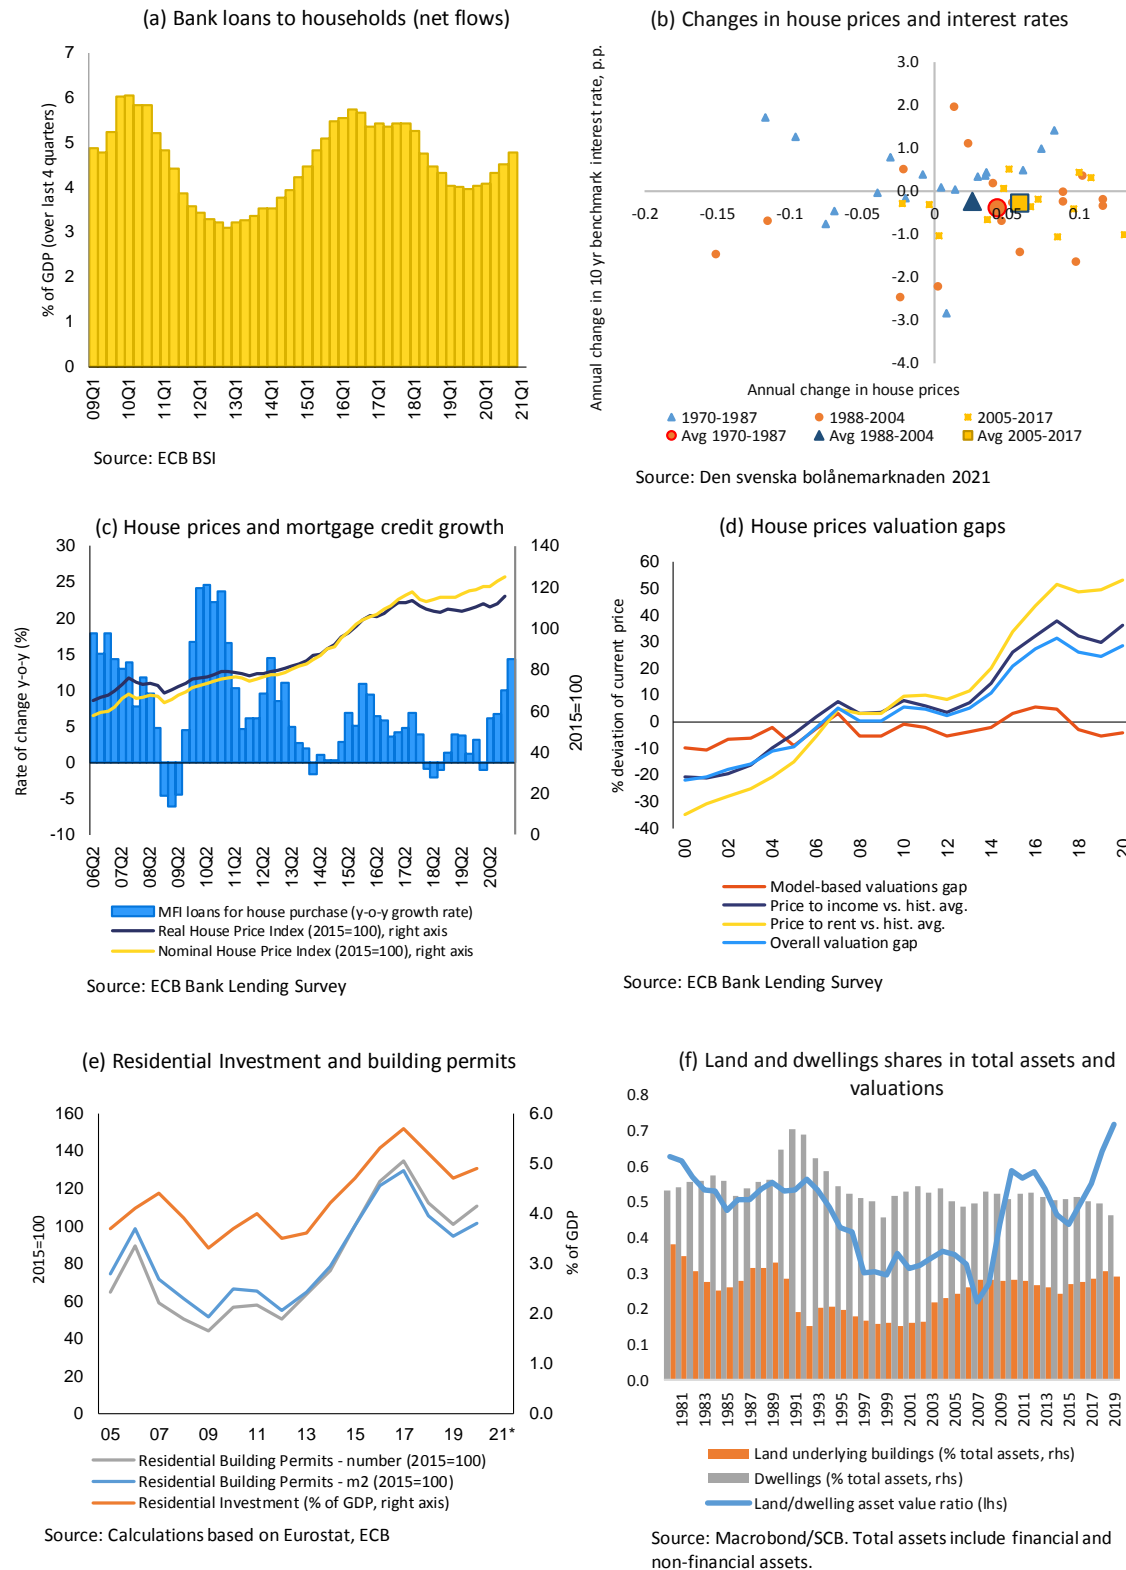 (a) Bank loans to households (net flows)
% of GDP (over last 4 quarters)
7
6
5
4
3
2
1
0
09Q1 10Q1 11Q1 12Q1 13Q1 14Q1 15Q1 16Q1 17Q1 18Q1 19Q1 20Q1 21Q1
Source: ECB BSI
(b) Changes in house prices and interest rates
Annual change in 10 yr benchmark interest rate, p.p.
3.0
2.0
1.0
0.0
-1.0
-2.0
-3.0
-4.0
-0.2 -0.15 -0.1 -0.05 0 0.05 0.1
Annual change in house prices
1970-1987 1988-2004 2005-2017
Avg 1970-1987 Avg 1988-2004 Avg 2005-2017
Source: Den svenska bolånemarknaden 2021
(c) House prices and mortgage credit growth
Rate of change y-o-y (%)
30
25
20
15
10
5
0
-5
-10
140
120
100
80
60
40
20
0
2015=100
06Q2 07Q2 08Q2 09Q2 10Q2 11Q2 12Q2 13Q2 14Q2 15Q2 16Q2 17Q2 18Q2 19Q2 20Q2
MFI loans for house purchase (y-o-y growth rate)
Real House Price Index (2015=100), right axis
Nominal House Price Index (2015=100), right axis
Source: ECB Bank Lending Survey
(d) House prices valuation gaps
% deviation of current price
60
50
40
30
20
10
0
-10
-20
-30
-40
00 02 04 06 08 10 12 14 16 18 20
Model-based valuations gap
Price to income vs. hist. avg.
Price to rent vs. hist. avg.
Overall valuation gap
Source: ECB Bank Lending Survey
(e) Residential Investment and building permits
2015=100
160
140
120
100
80
60
40
20
0
6.0
5.0
4.0
3.0
2.0
1.0
0.0
% of GDP
05 07 09 11 13 15 17 19 21*
Residential Building Permits - number (2015=100)
Residential Building Permits - m2 (2015=100)
Residential Investment (% of GDP, right axis)
Source: Calculations based on Eurostat, ECB
(f) Land and dwellings shares in total assets and
valuations
0.8
0.7
0.6
0.5
0.4
0.3
0.2
0.1
0.0
1981 1983 1985 1987 1989 1991 1993 1995 1997 1999 2001 2003 2005 2007 2009 2011 2013 2015 2017 2019
Land underlying buildings (% total assets, rhs)
Dwellings (% total assets, rhs)
Land/dwelling asset value ratio (lhs)
Source: Macrobond/SCB. Total assets include financial and
non-financial assets.